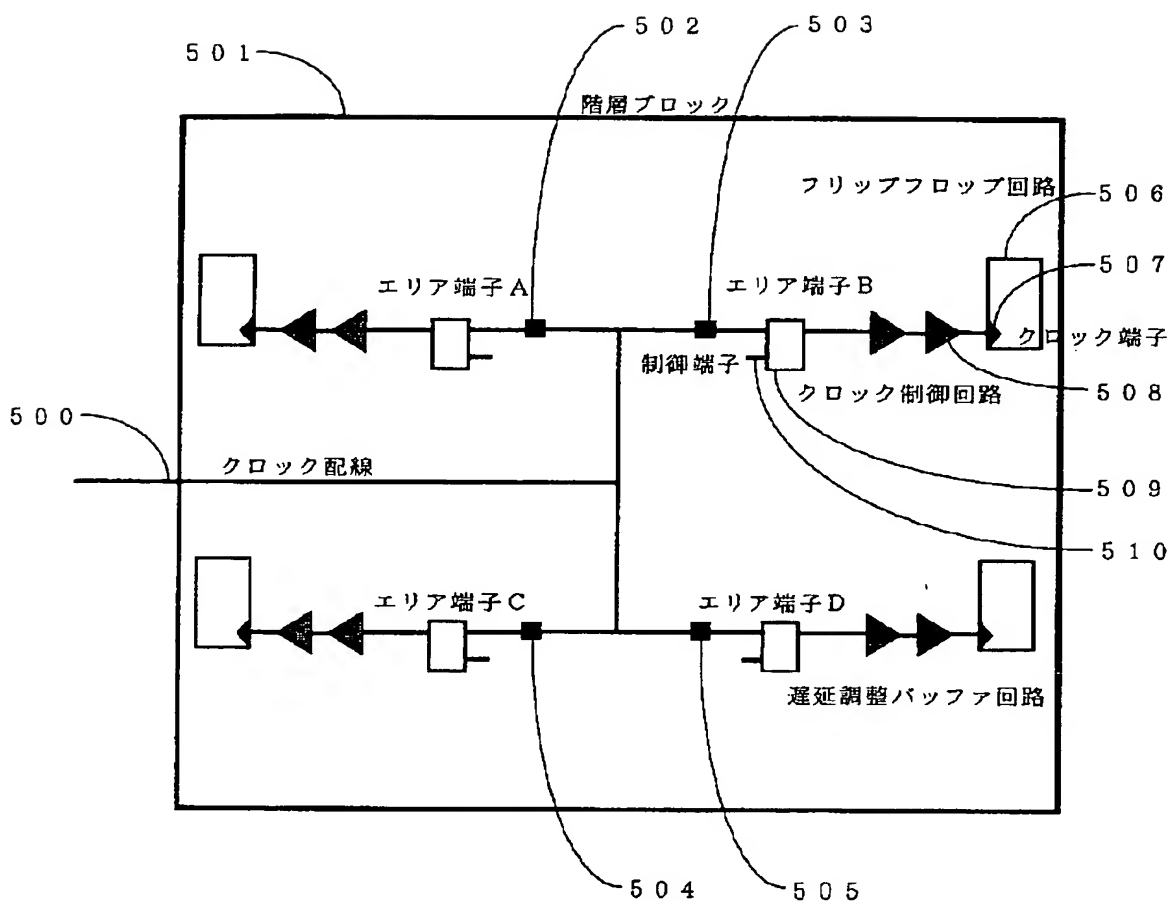 502
503
501
階層ブロック
フリップフロップ回路
506
507
エリア端子A
エリア端子B
クロック端子
制御端子
クロック制御回路
508
500
クロック配線
509
510
エリア端子C
エリア端子D
遅延調整バッファ回路
504
505